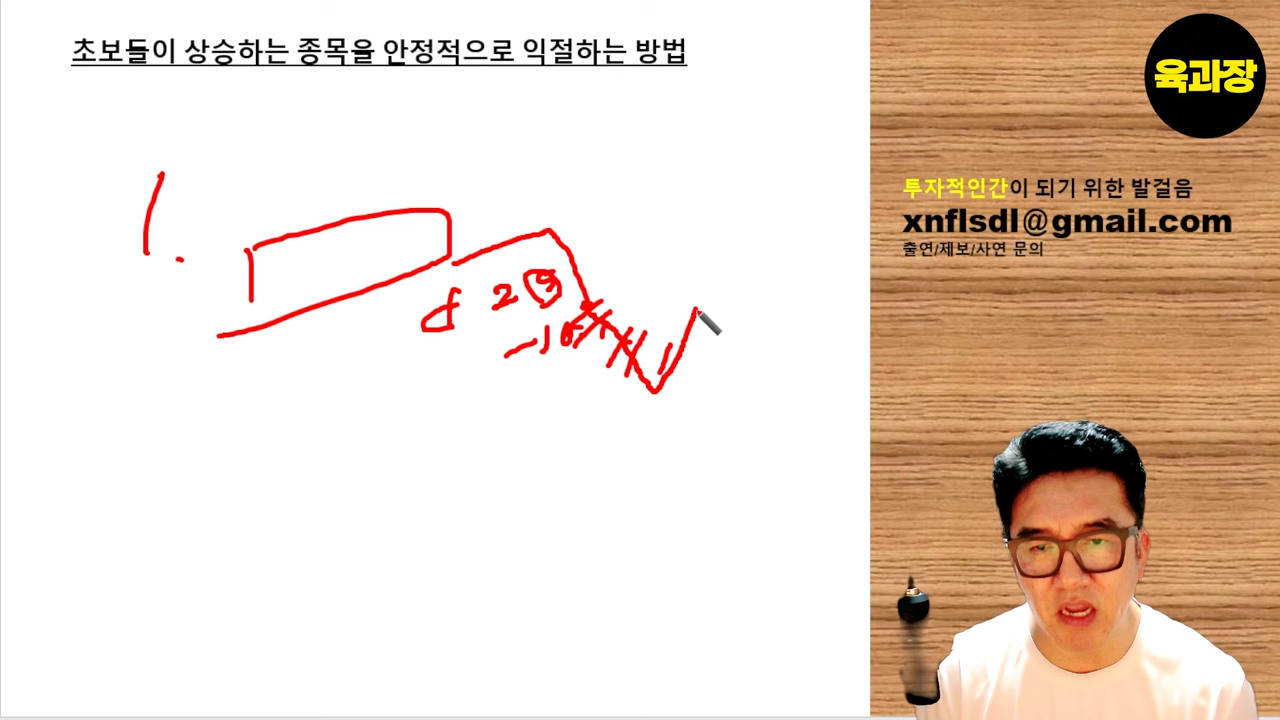 초보들이 상승하는 종목을 안정적으로 익절하는 방법
육과장
투자적인간이 되기 위한 발걸음
xnflsdl@gmail.com
출연/제보/사연 문의
1.
2